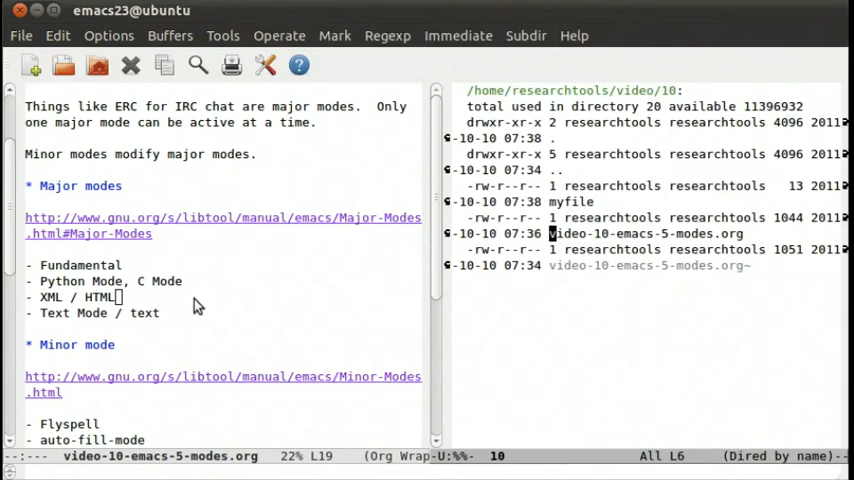 emacs23@ubuntu
File Edit Options Buffers Tools Operate Mark Regexp Immediate Subdir Help
Things like ERC for IRC chat are major modes. Only
one major mode can be active at a time.
Minor modes modify major modes.
* Major modes
http://www.gnu.org/s/libtool/manual/emacs/Major-Modes
.html#Major-Modes
- Fundamental
- Python Mode, C Mode
- XML / HTML
- Text Mode / text
* Minor mode
http://www.gnu.org/s/libtool/manual/emacs/Minor-Modes
.html
- Flyspell
- auto-fill-mode
--:--- video-10-emacs-5-modes.org 22% L19 (Org Wrap
/home/researchtools/video/10:
total used in directory 20 available 11396932
drwxr-xr-x 2 researchtools researchtools 4096 2011
-10-10 07:38 .
drwxr-xr-x 5 researchtools researchtools 4096 2011
-10-10 07:34 ..
-rw-r--r-- 1 researchtools researchtools 13 2011
-10-10 07:38 myfile
-rw-r--r-- 1 researchtools researchtools 1044 2011
-10-10 07:36 video-10-emacs-5-modes.org
-rw-r--r-- 1 researchtools researchtools 1051 2011
-10-10 07:34 video-10-emacs-5-modes.org~
-U:%%- 10 All L6 (Dired by name)--